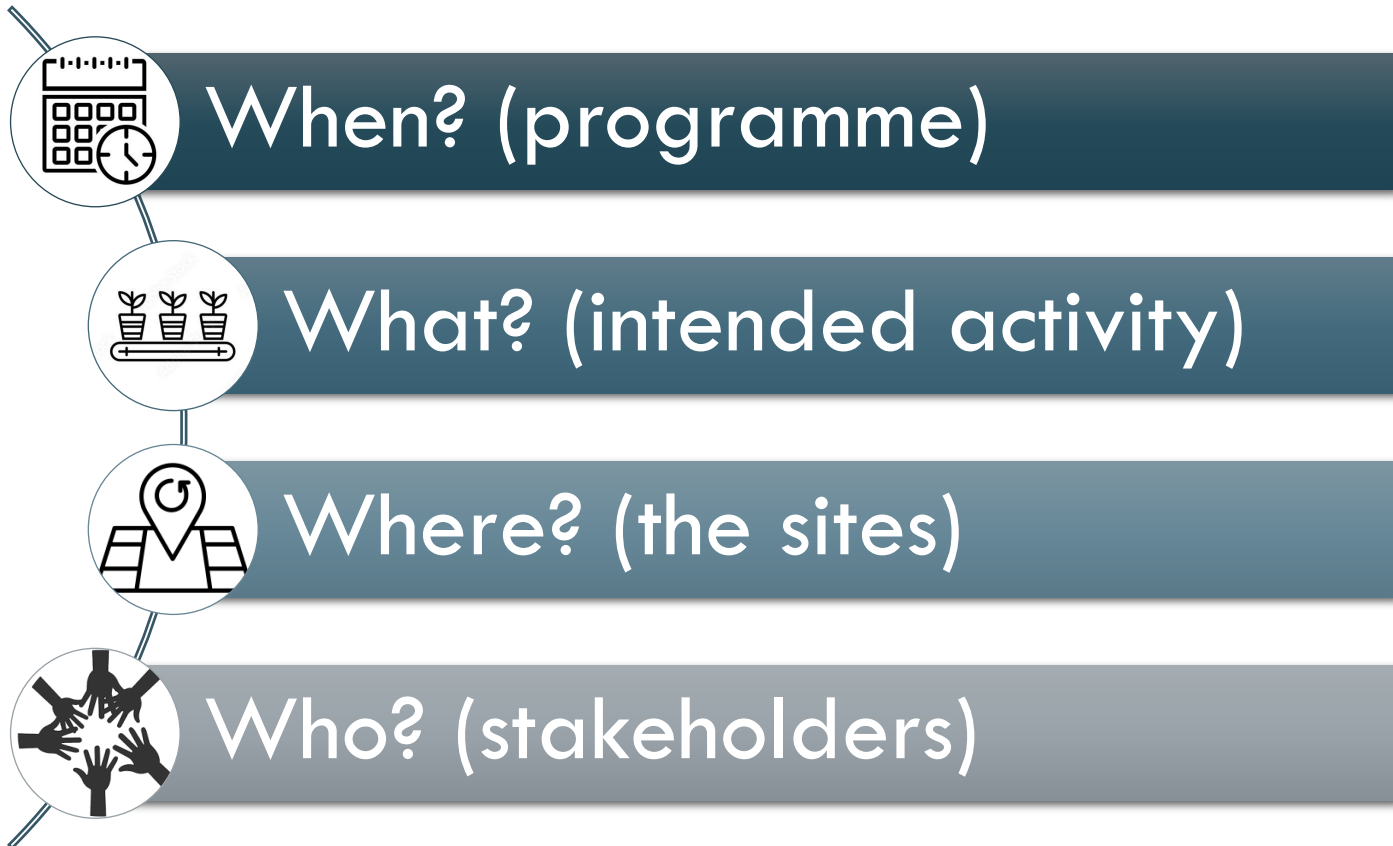 When? (programme)
What? (intended activity)
Where? (the sites)
Who? (stakeholders)